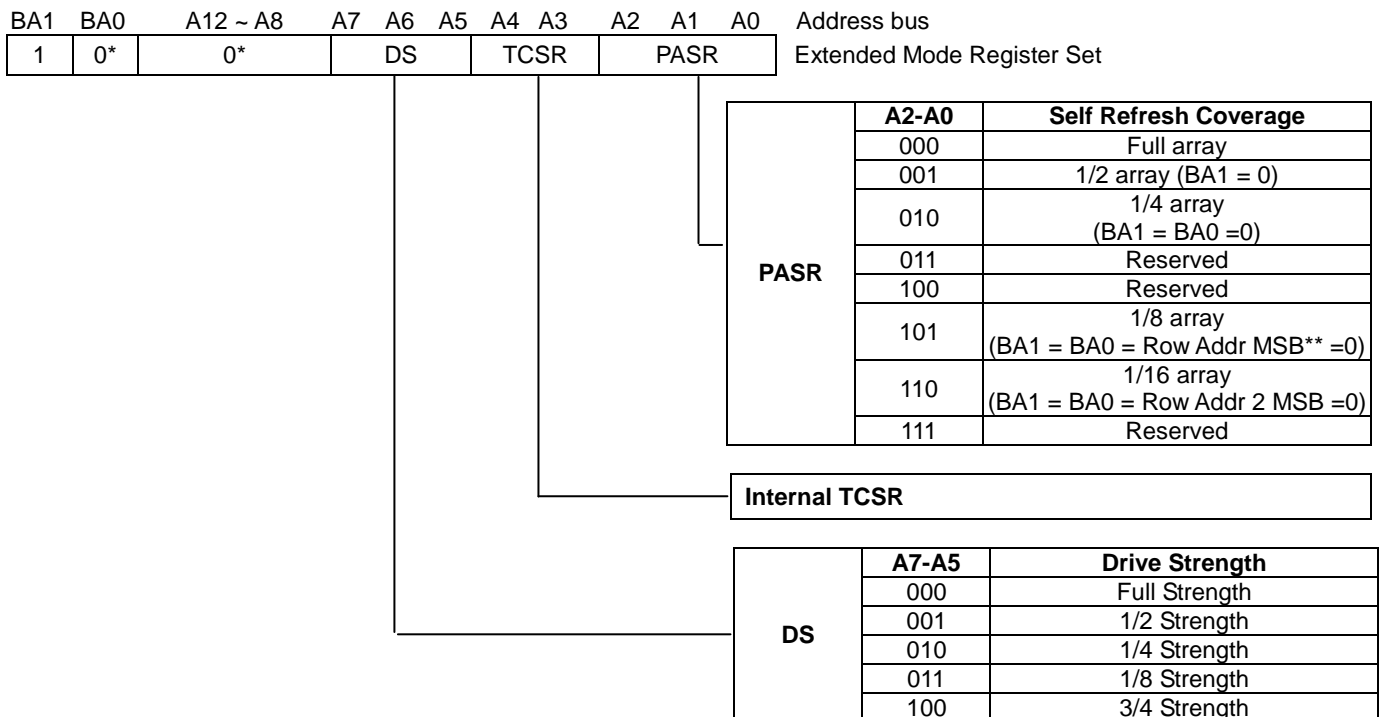 BA1 BA0 A12 ~ A8 A7 A6 A5 A4 A3 A2 A1 A0 Address bus
1 0* 0* DS TCSR PASR Extended Mode Register Set
A2-A0 Self Refresh Coverage
000 Full array
001 1/2 array (BA1 = 0)
010 1/4 array
(BA1 = BA0 =0)
PASR
011 Reserved
100 Reserved
101 1/8 array
(BA1 = BA0 = Row Addr MSB** =0)
110 1/16 array
(BA1 = BA0 = Row Addr 2 MSB =0)
111 Reserved
Internal TCSR
A7-A5 Drive Strength
000 Full Strength
001 1/2 Strength
DS
010 1/4 Strength
011 1/8 Strength
100 3/4 Strength